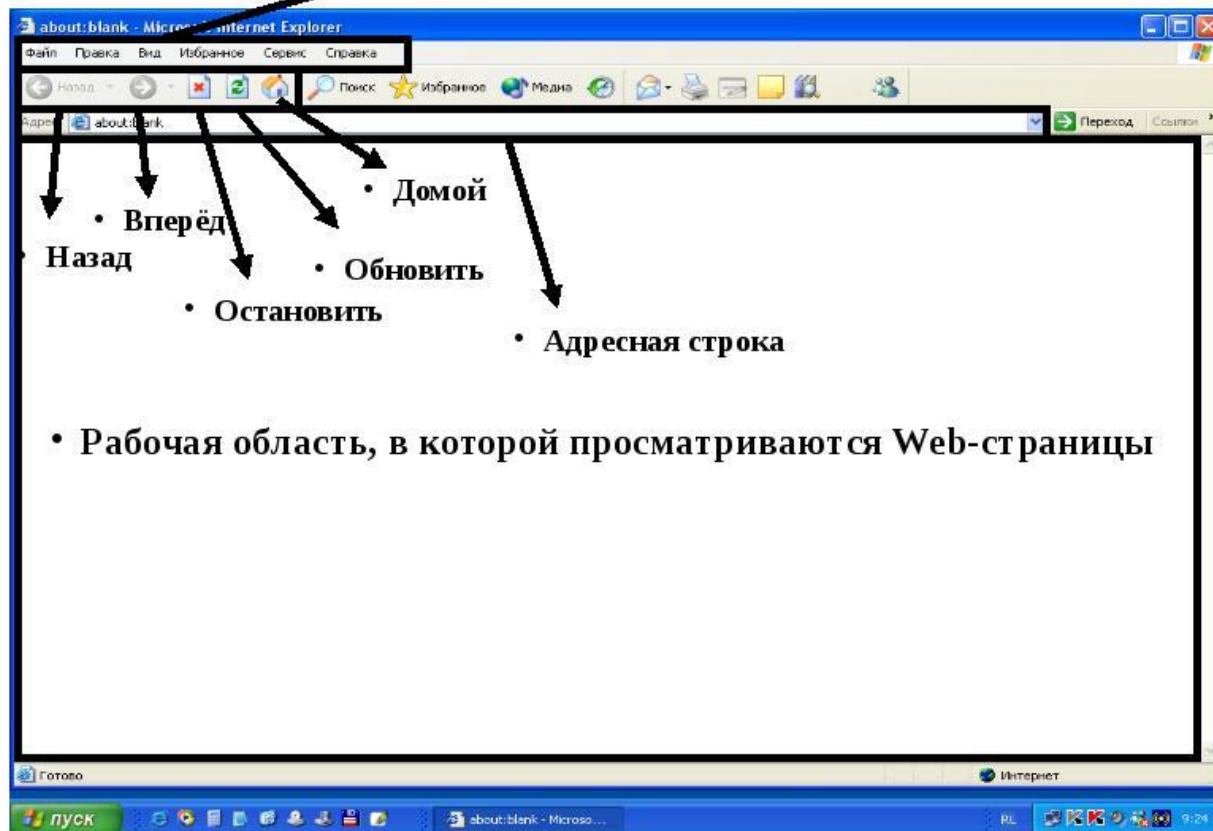 about:blank - Microsoft Internet Explorer
Файл Правка Вид Избранное Сервис Справка
Назад Поиск Избранное Медиа
Адрес about:blank Переход Ссылки
• Домой
• Вперёд
• Назад
• Обновить
• Остановить
• Адресная строка
• Рабочая область, в которой просматриваются Web-страницы
Готово Интернет
пуск about:blank - Microso... RL 9:24